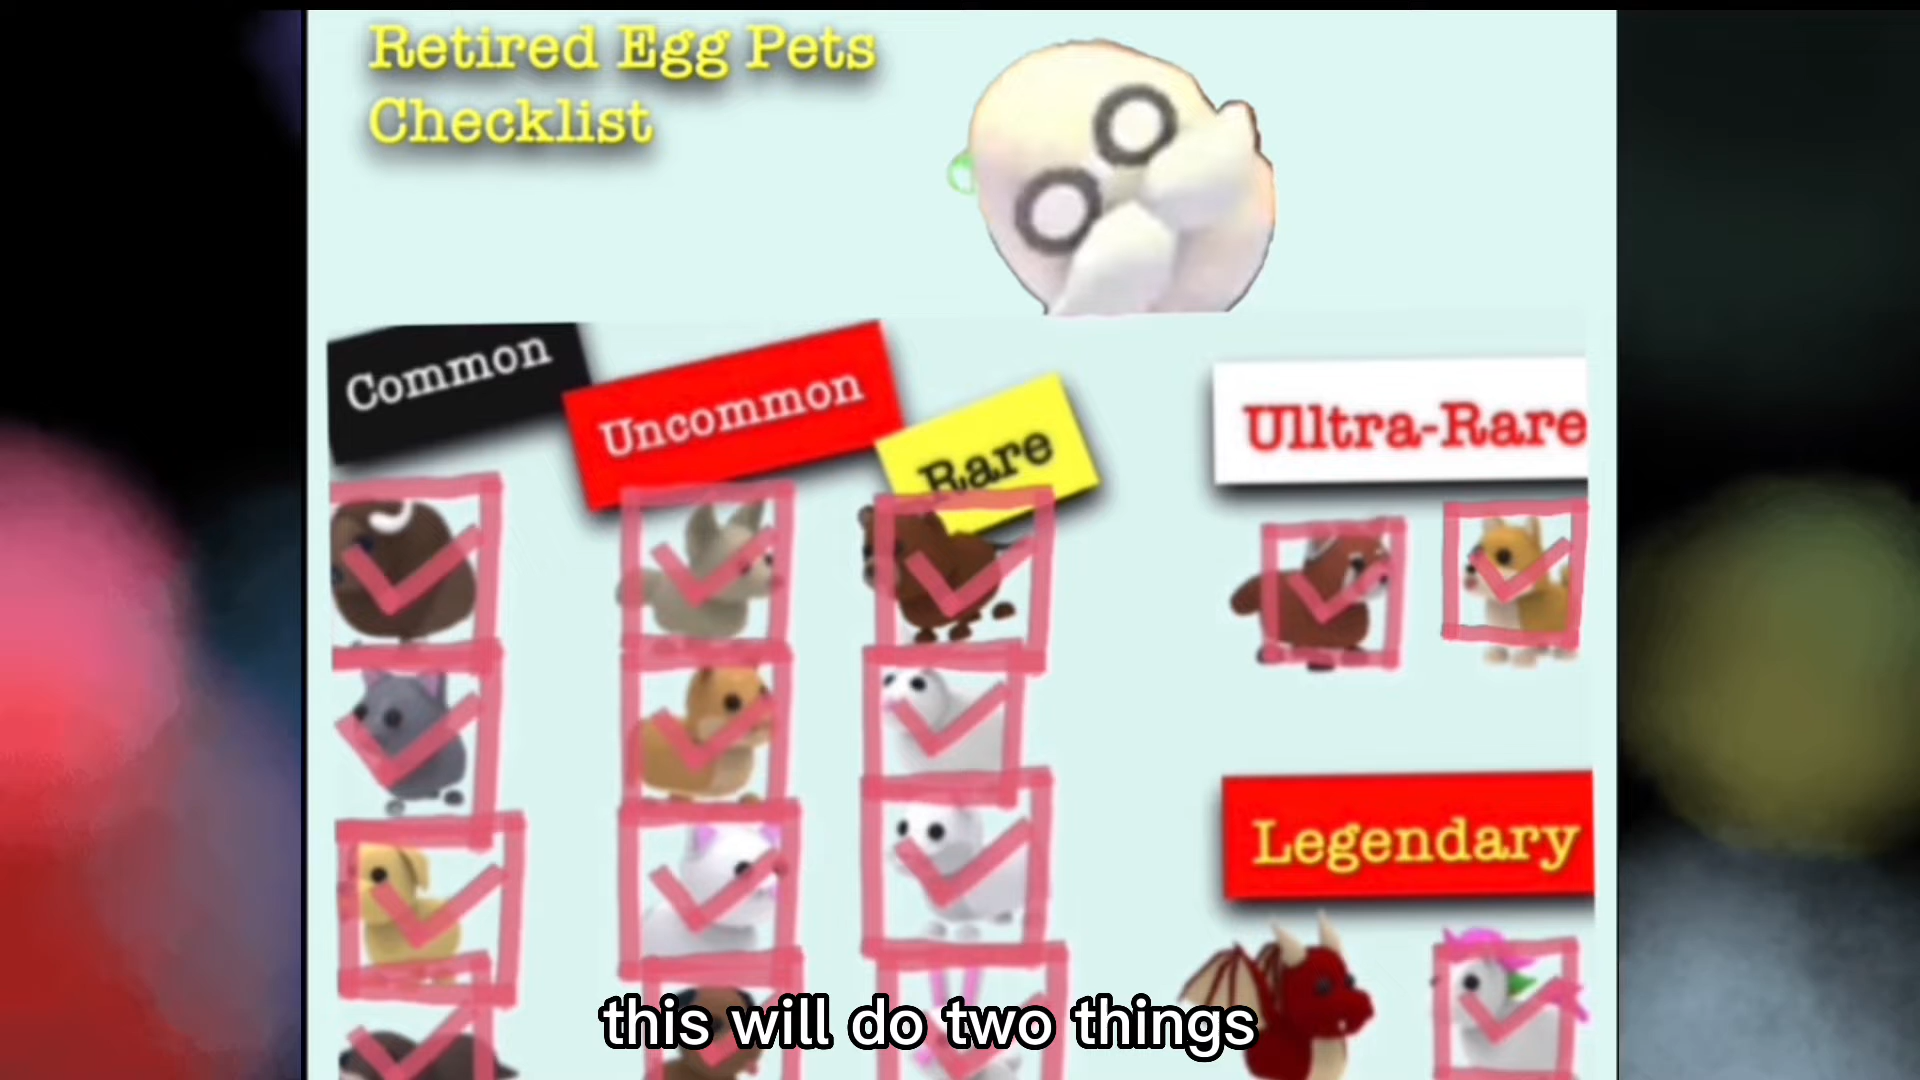 Retired Egg Pets
Checklist
Common
Uncommon
Rare
Ulltra-Rare
Legendary
this will do two things